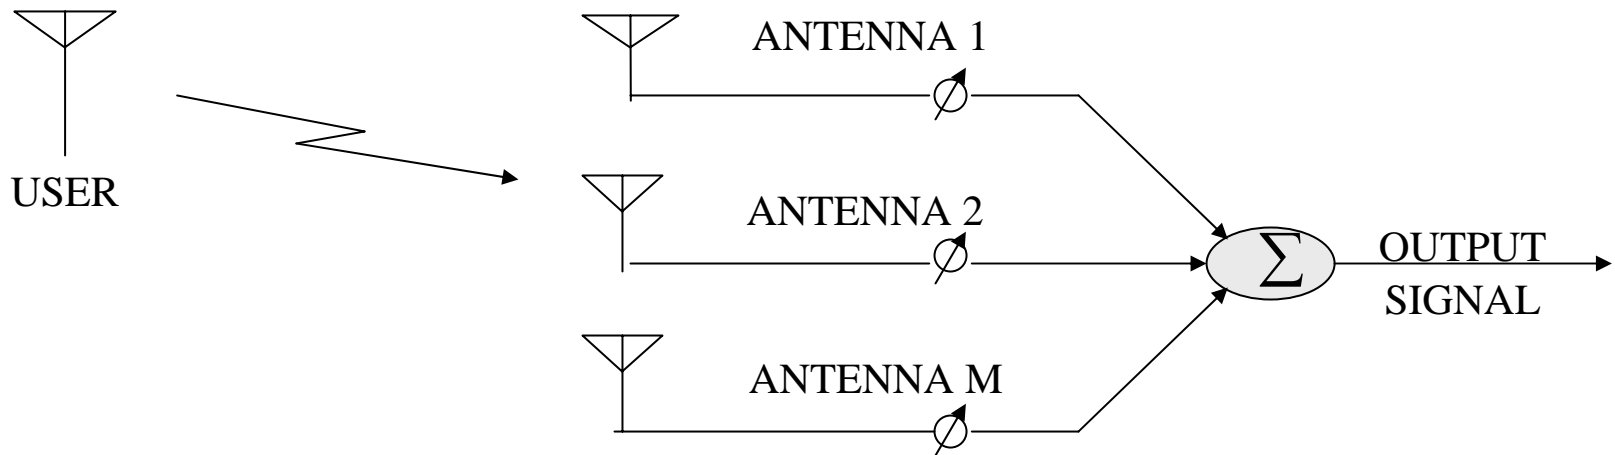 ANTENNA 1
USER
ANTENNA 2
Σ
OUTPUT
SIGNAL
ANTENNA M